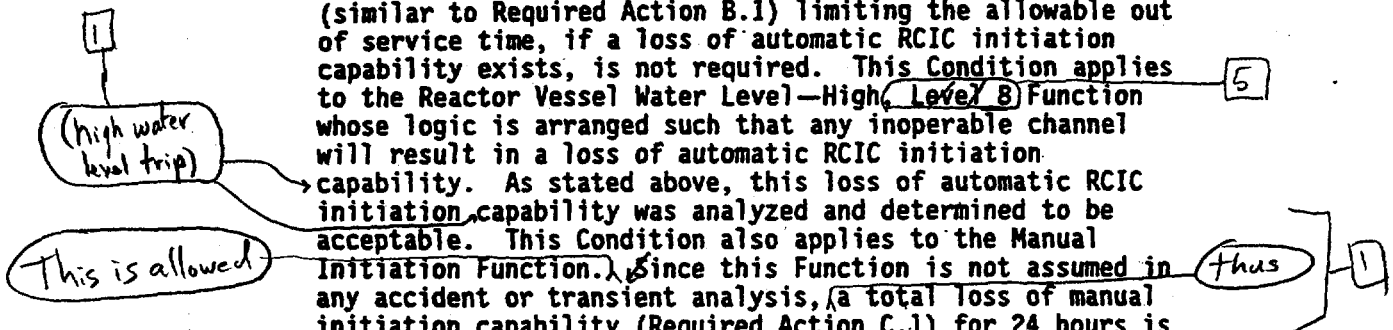 (similar to Required Action B.1) limiting the allowable out
1
of service time, if a loss of automatic RCIC initiation
capability exists, is not required. This Condition applies
5
to the Reactor Vessel Water Level—High, Level 8 Function
(high water
level trip)
whose logic is arranged such that any inoperable channel
will result in a loss of automatic RCIC initiation
capability. As stated above, this loss of automatic RCIC
initiation capability was analyzed and determined to be
acceptable. This Condition also applies to the Manual
This is allowed
Initiation Function. Since this Function is not assumed in
thus
1
any accident or transient analysis, a total loss of manual
initiation capability (Required Action C.1) for 24 hours is